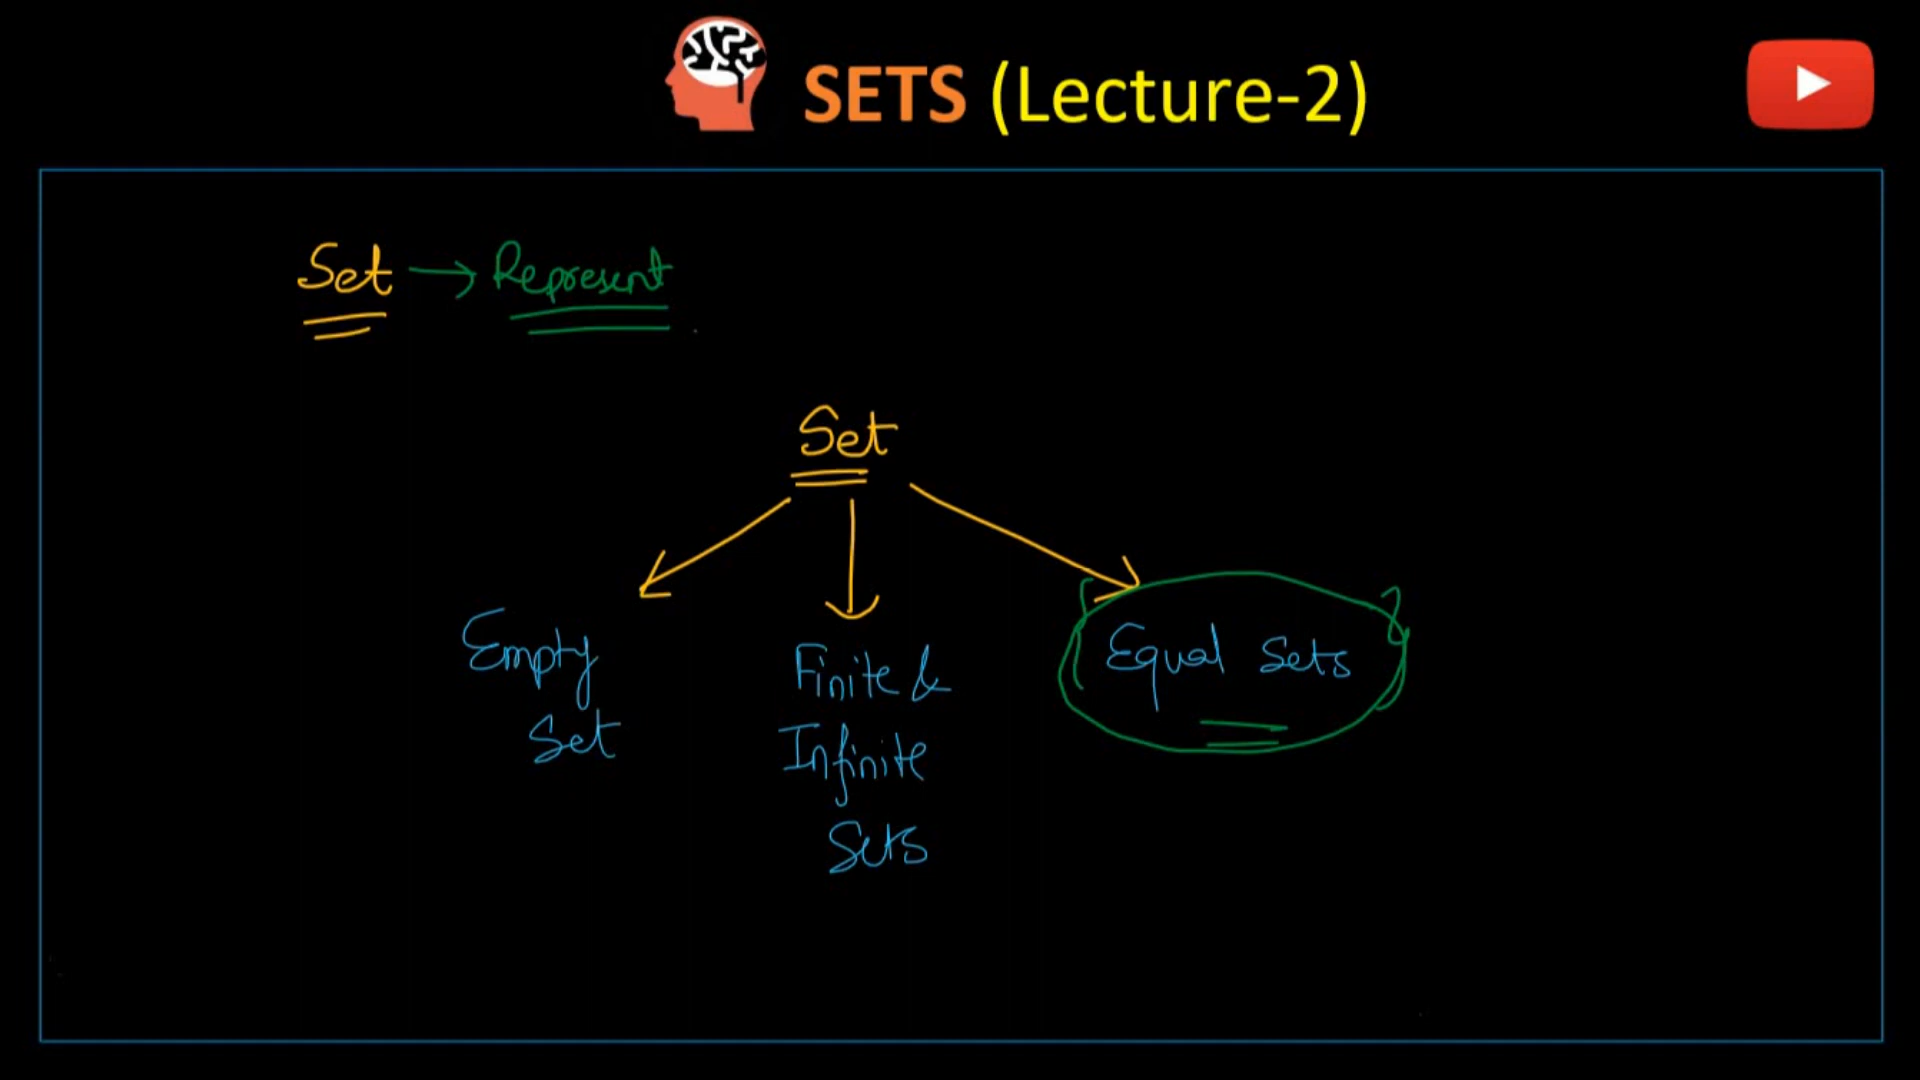 SETS (Lecture-2)
Set → Represent
Set
Empty
Set
Finite &
Infinite
Sets
Equal Sets